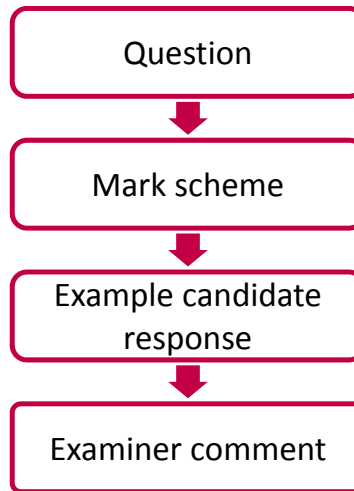 Question
Mark scheme
Example candidate
response
Examiner comment